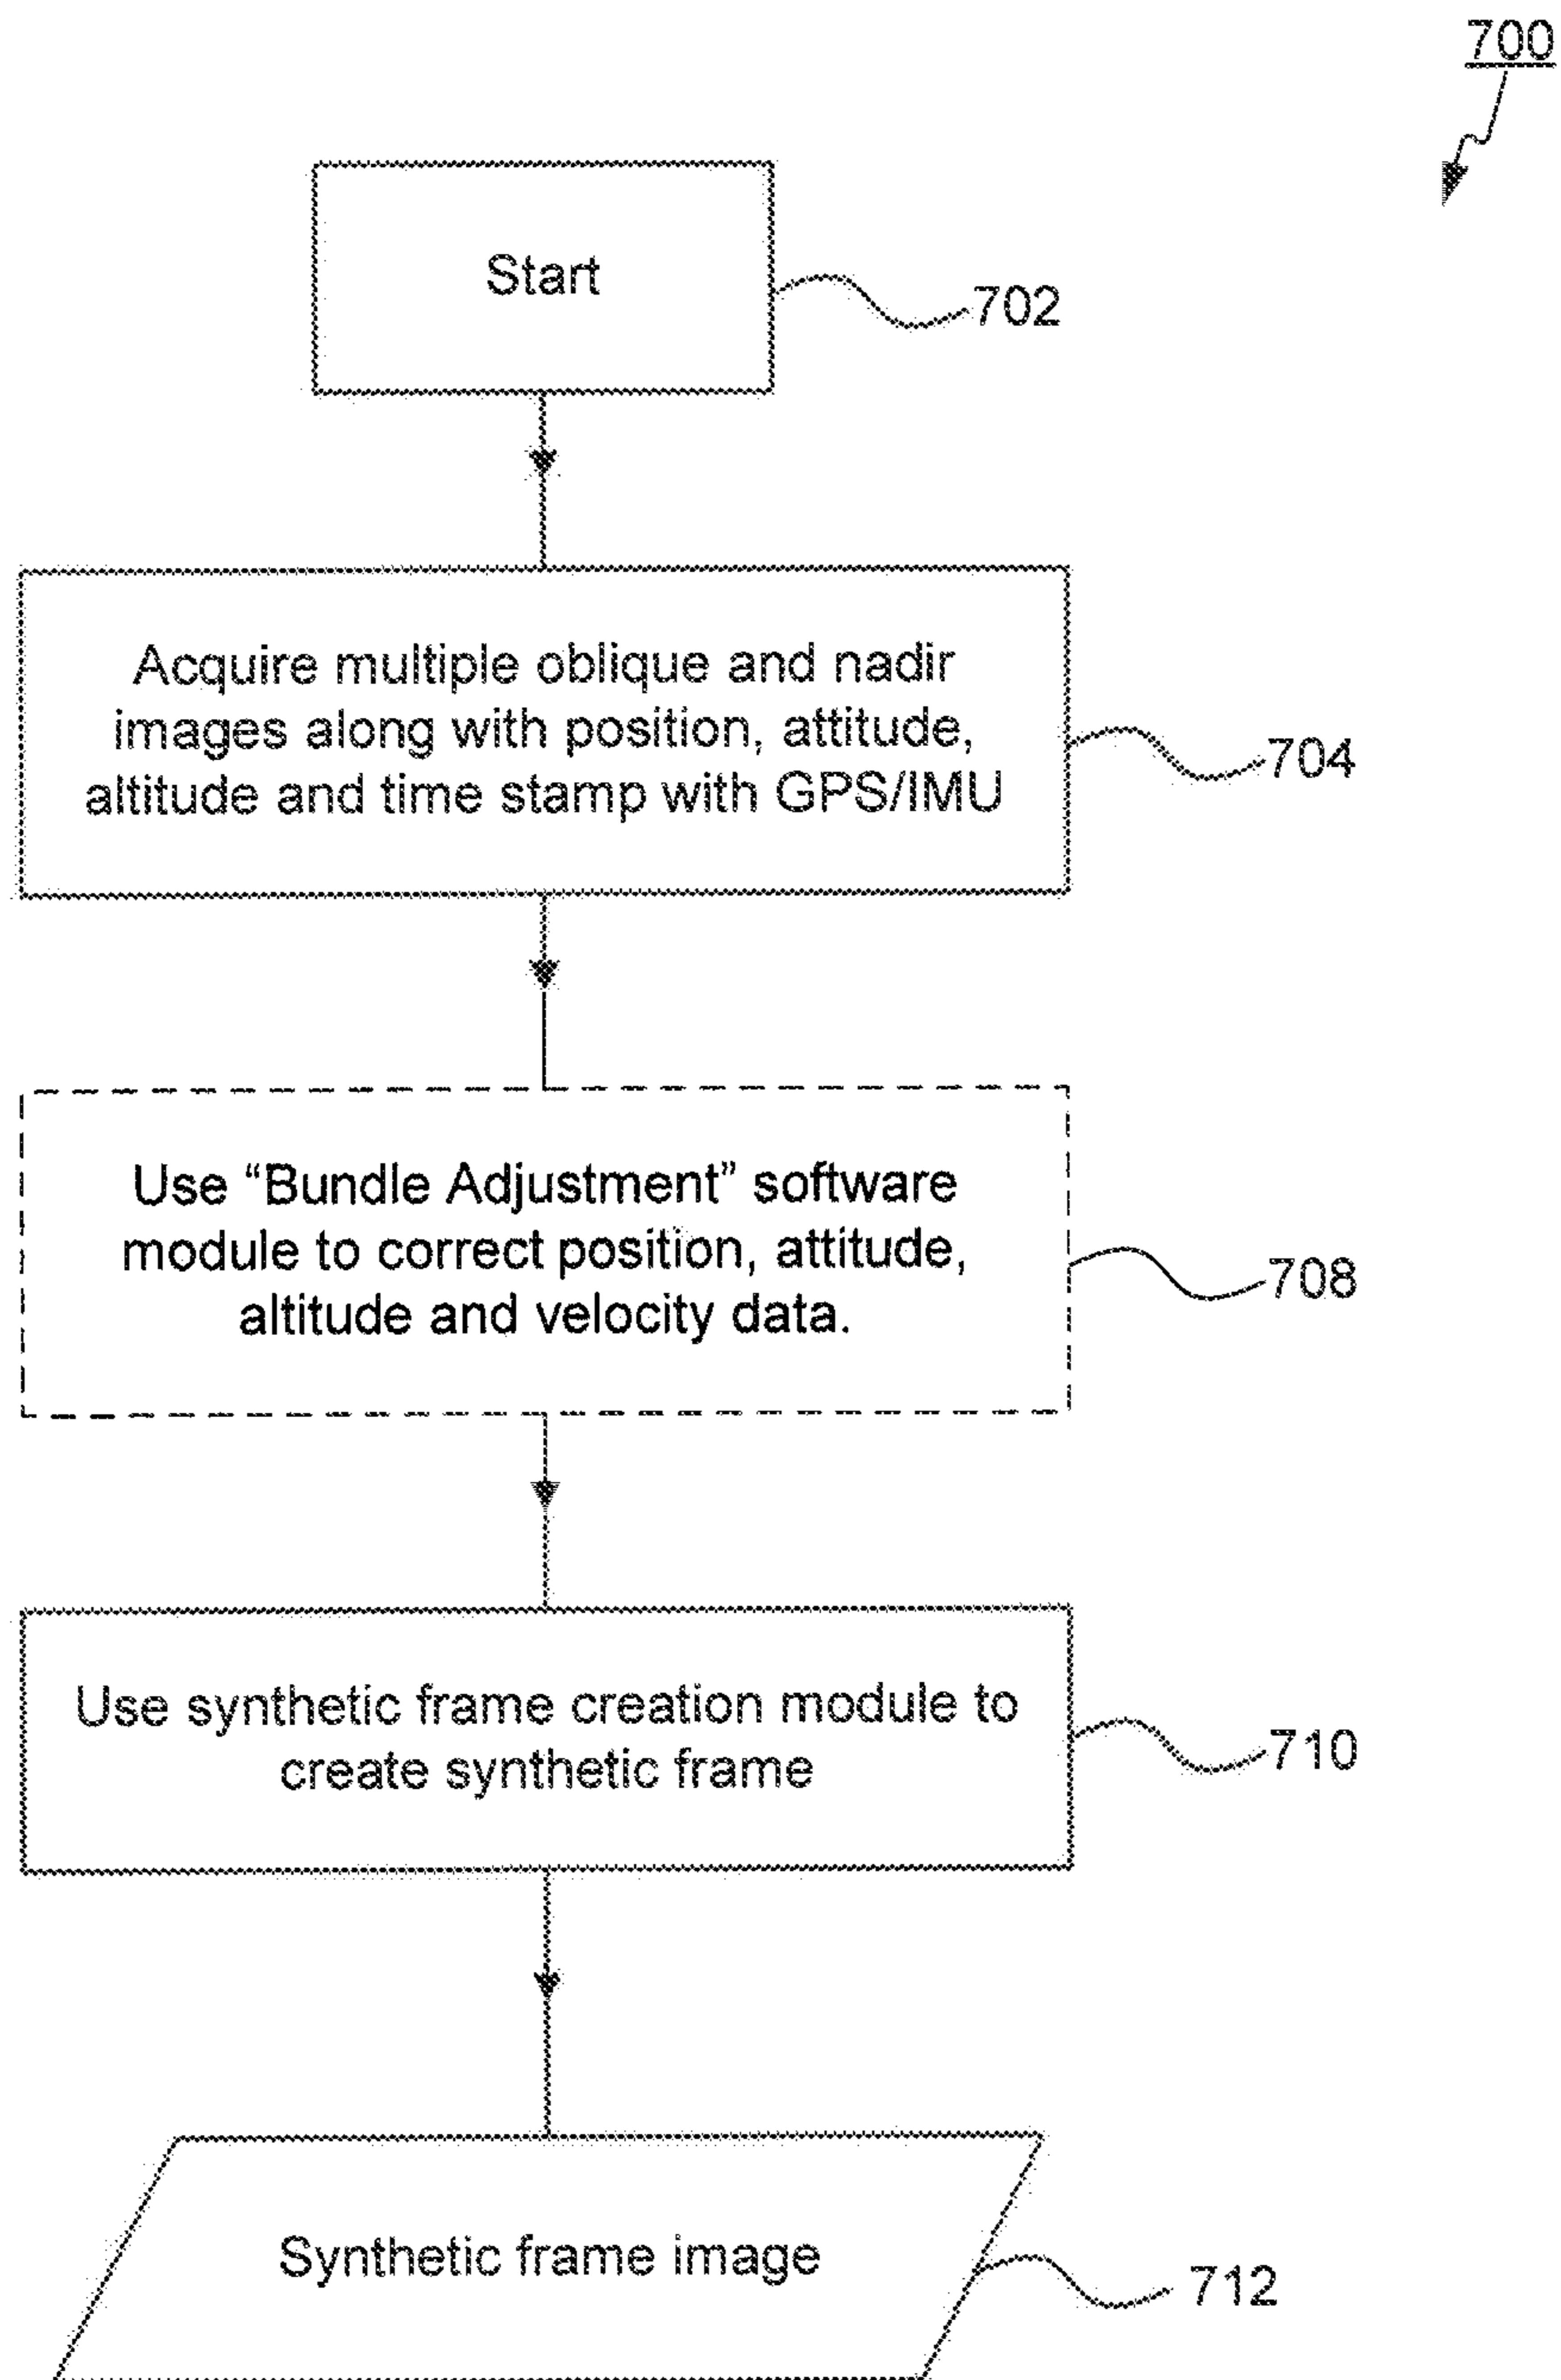 700
Start
702
Acquire multiple oblique and nadir
images along with position, attitude,
altitude and time stamp with GPS/IMU
704
Use “Bundle Adjustment” software
module to correct position, attitude,
altitude and velocity data.
708
Use synthetic frame creation module to
create synthetic frame
710
Synthetic frame image
712